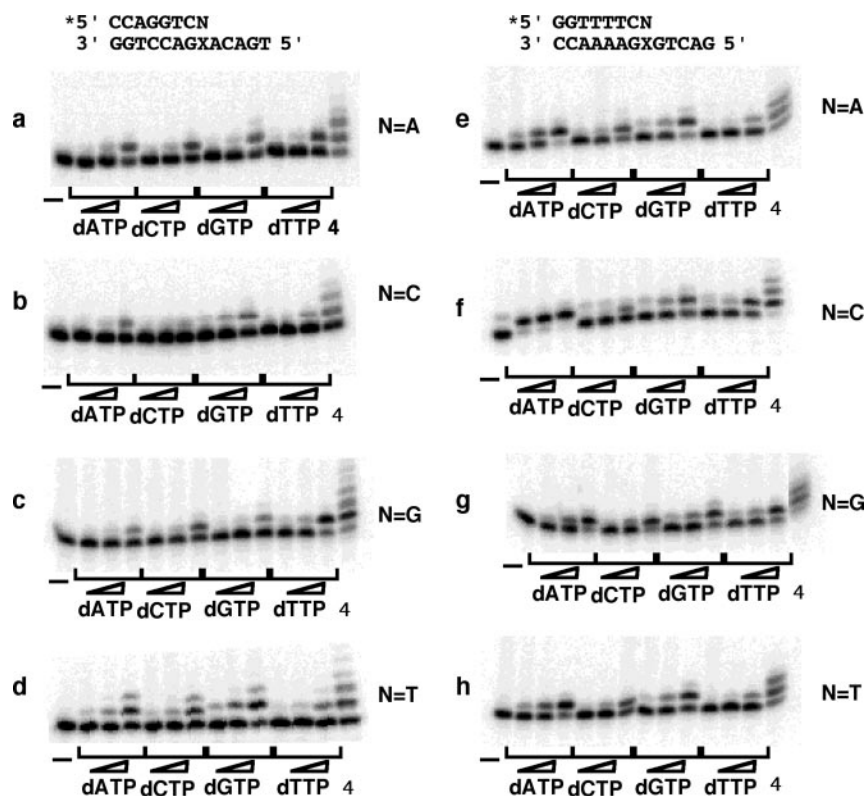 *5' CCAGGTCN
3' GGTCCAGXACAGT 5'
*5' GGTTTTCN
3' CCAAAAGXGTCAG 5'
a
N=A
dATP dCTP dGTP dTTP 4
e
N=A
dATP dCTP dGTP dTTP 4
b
N=C
dATP dCTP dGTP dTTP 4
f
N=C
dATP dCTP dGTP dTTP 4
c
N=G
dATP dCTP dGTP dTTP 4
g
N=G
dATP dCTP dGTP dTTP 4
d
N=T
dATP dCTP dGTP dTTP 4
h
N=T
dATP dCTP dGTP dTTP 4